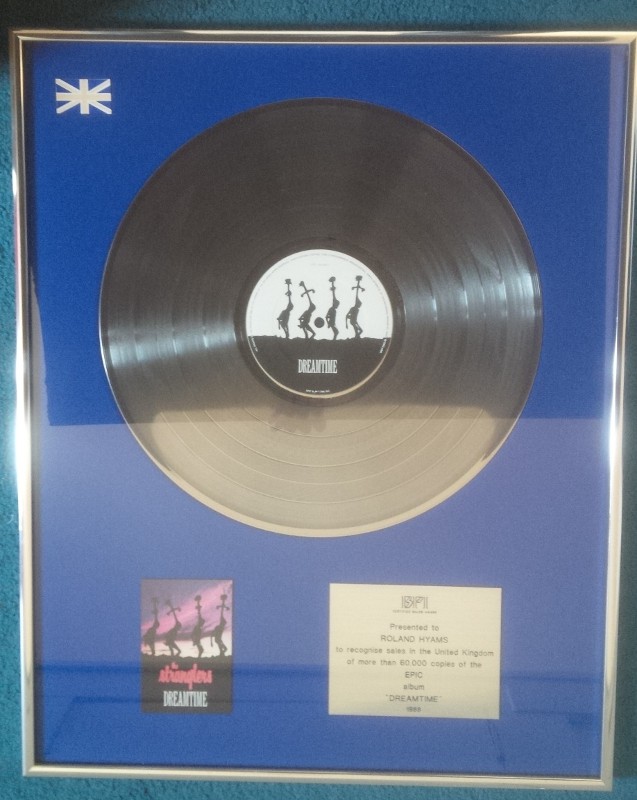 DREAMTIME
the
stranglers
DREAMTIME
BPI
Presented to
ROLAND HYAMS
to recognise sales in the United Kingdom
of more than 60,000 copies of the
EPIC
album
"DREAMTIME"